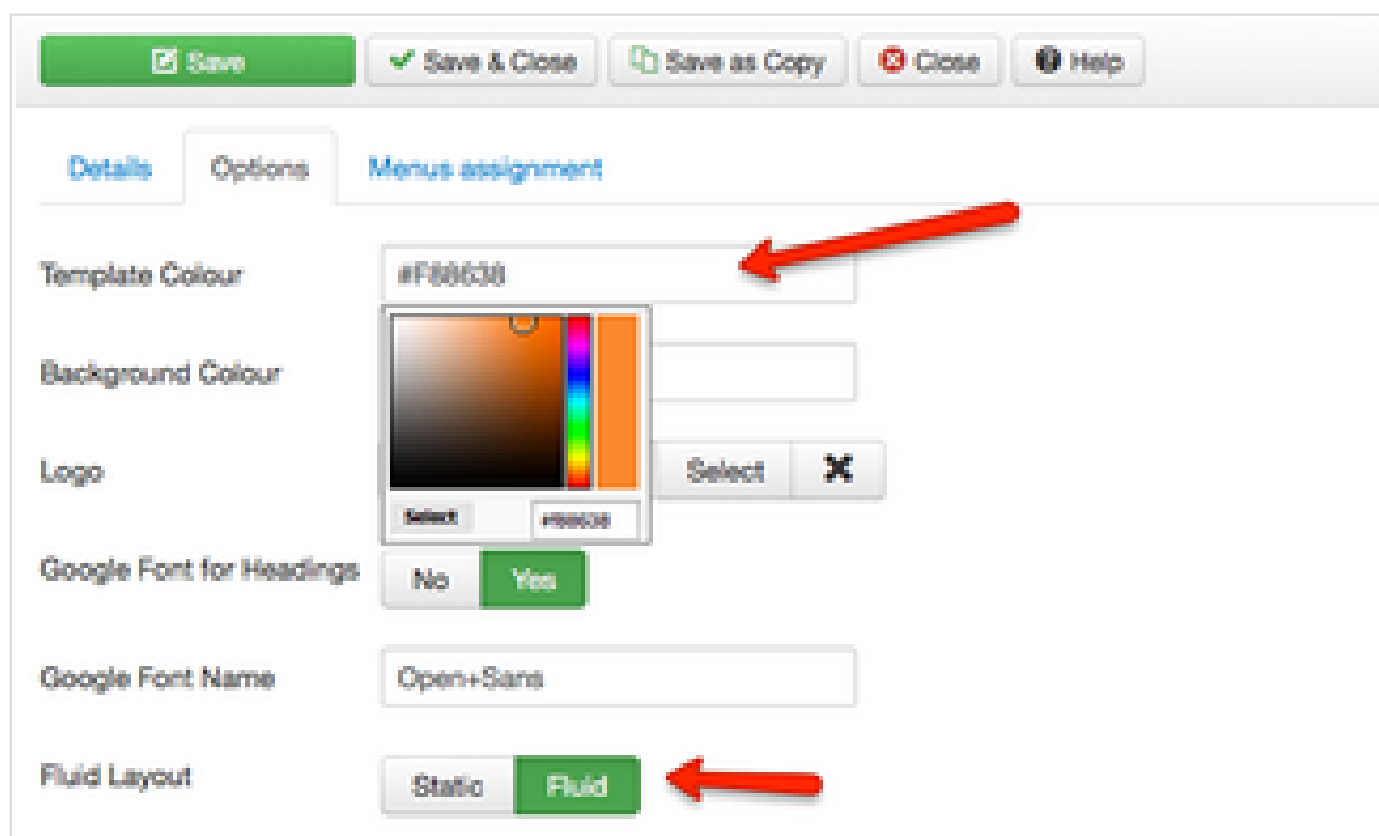 Save Save & Close Save as Copy Close Help
Details Options Menus assignment
Template Colour #F88638
Background Colour
Logo Select
Google Font for Headings No Yes
Google Font Name Open+Sans
Fluid Layout Static Fluid
Select #f88638